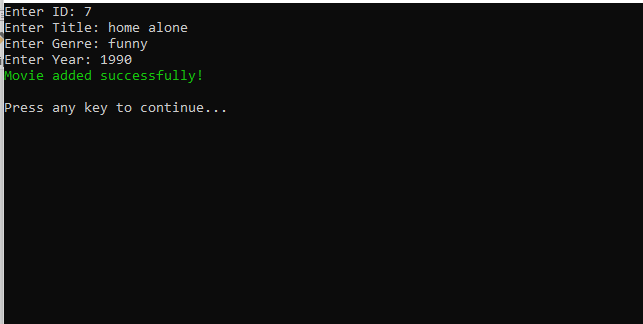 Enter ID: 7
Enter Title: home alone
Enter Genre: funny
Enter Year: 1990
Movie added successfully!
Press any key to continue...